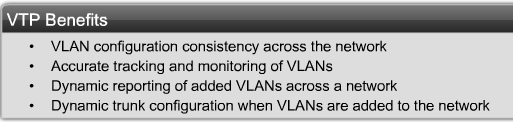 VTP Benefits
• VLAN configuration consistency across the network
• Accurate tracking and monitoring of VLANs
• Dynamic reporting of added VLANs across a network
• Dynamic trunk configuration when VLANs are added to the network